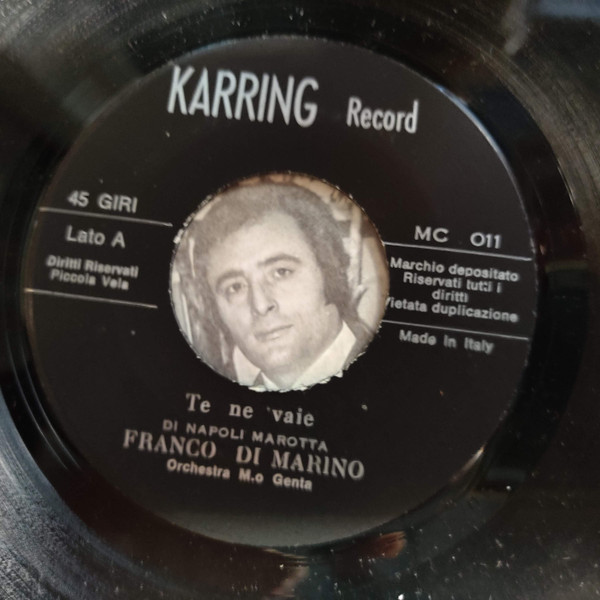 KARRING Record
45 GIRI
Lato A
Diritti Riservati
Piccola Vela
MC 011
Marchio depositato
Riservati tutti i
diritti
Vietata duplicazione
Made in Italy
Te ne vaie
DI NAPOLI MAROTTA
FRANCO DI MARINO
Orchestra M.o Genta